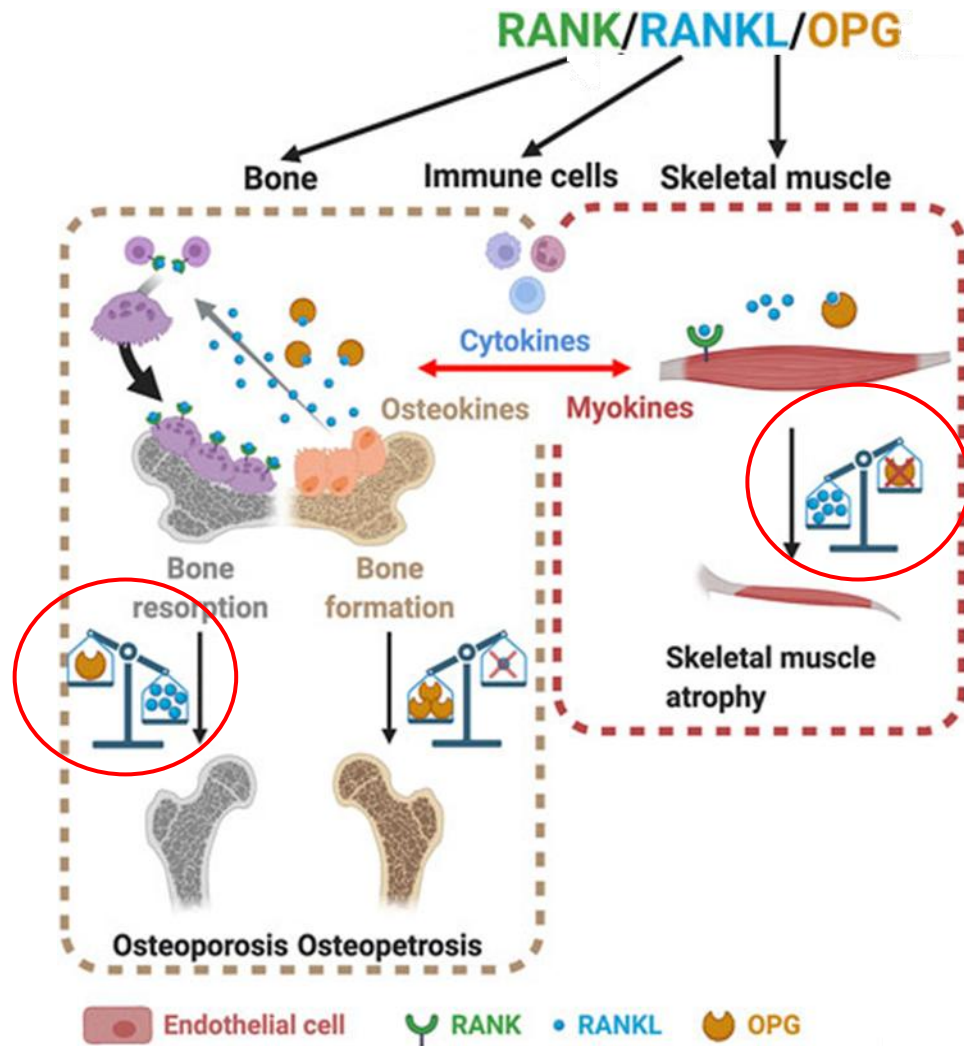 RANK/RANKL/OPG
Bone
Immune cells
Skeletal muscle
Cytokines
Osteokines
Myokines
Bone
resorption
Bone
formation
Skeletal muscle
atrophy
Osteoporosis
Osteopetrosis
Endothelial cell
RANK
RANKL
OPG